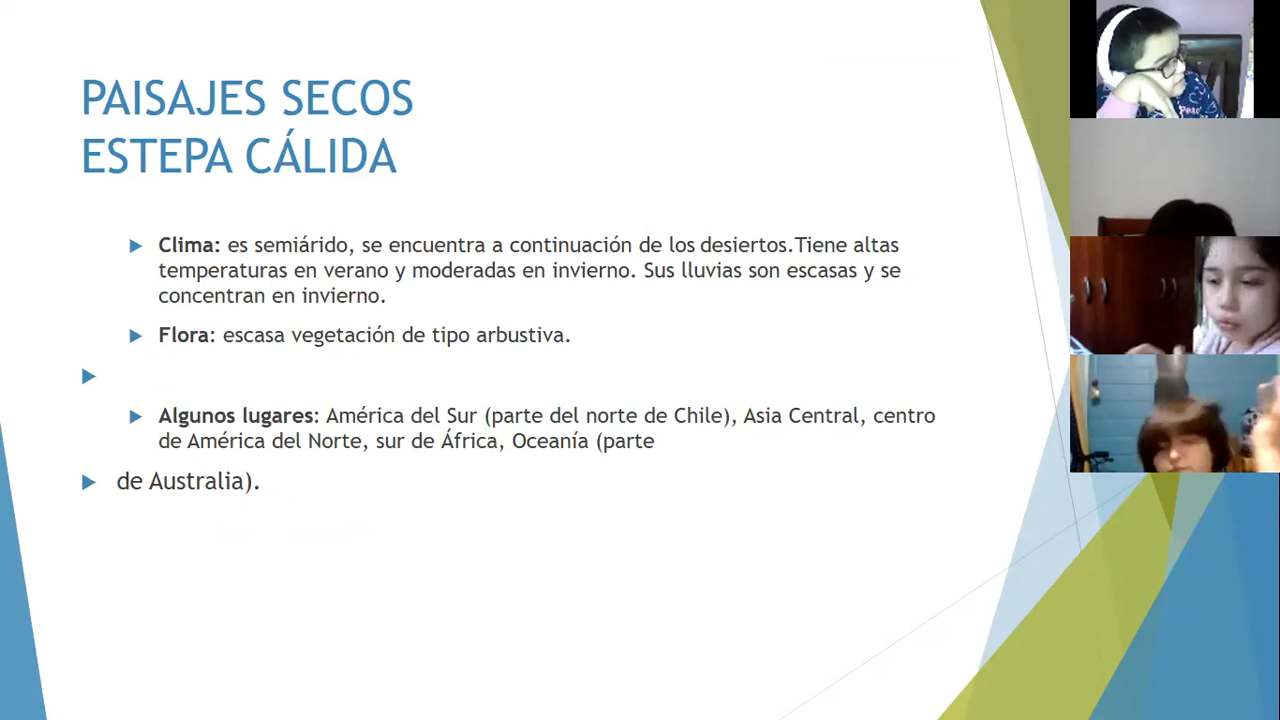 PAISAJES SECOS
ESTEPA CÁLIDA
Clima: es semiárido, se encuentra a continuación de los desiertos.Tiene altas
temperaturas en verano y moderadas en invierno. Sus lluvias son escasas y se
concentran en invierno.
Flora: escasa vegetación de tipo arbustiva.
Algunos lugares: América del Sur (parte del norte de Chile), Asia Central, centro
de América del Norte, sur de África, Oceanía (parte
de Australia).